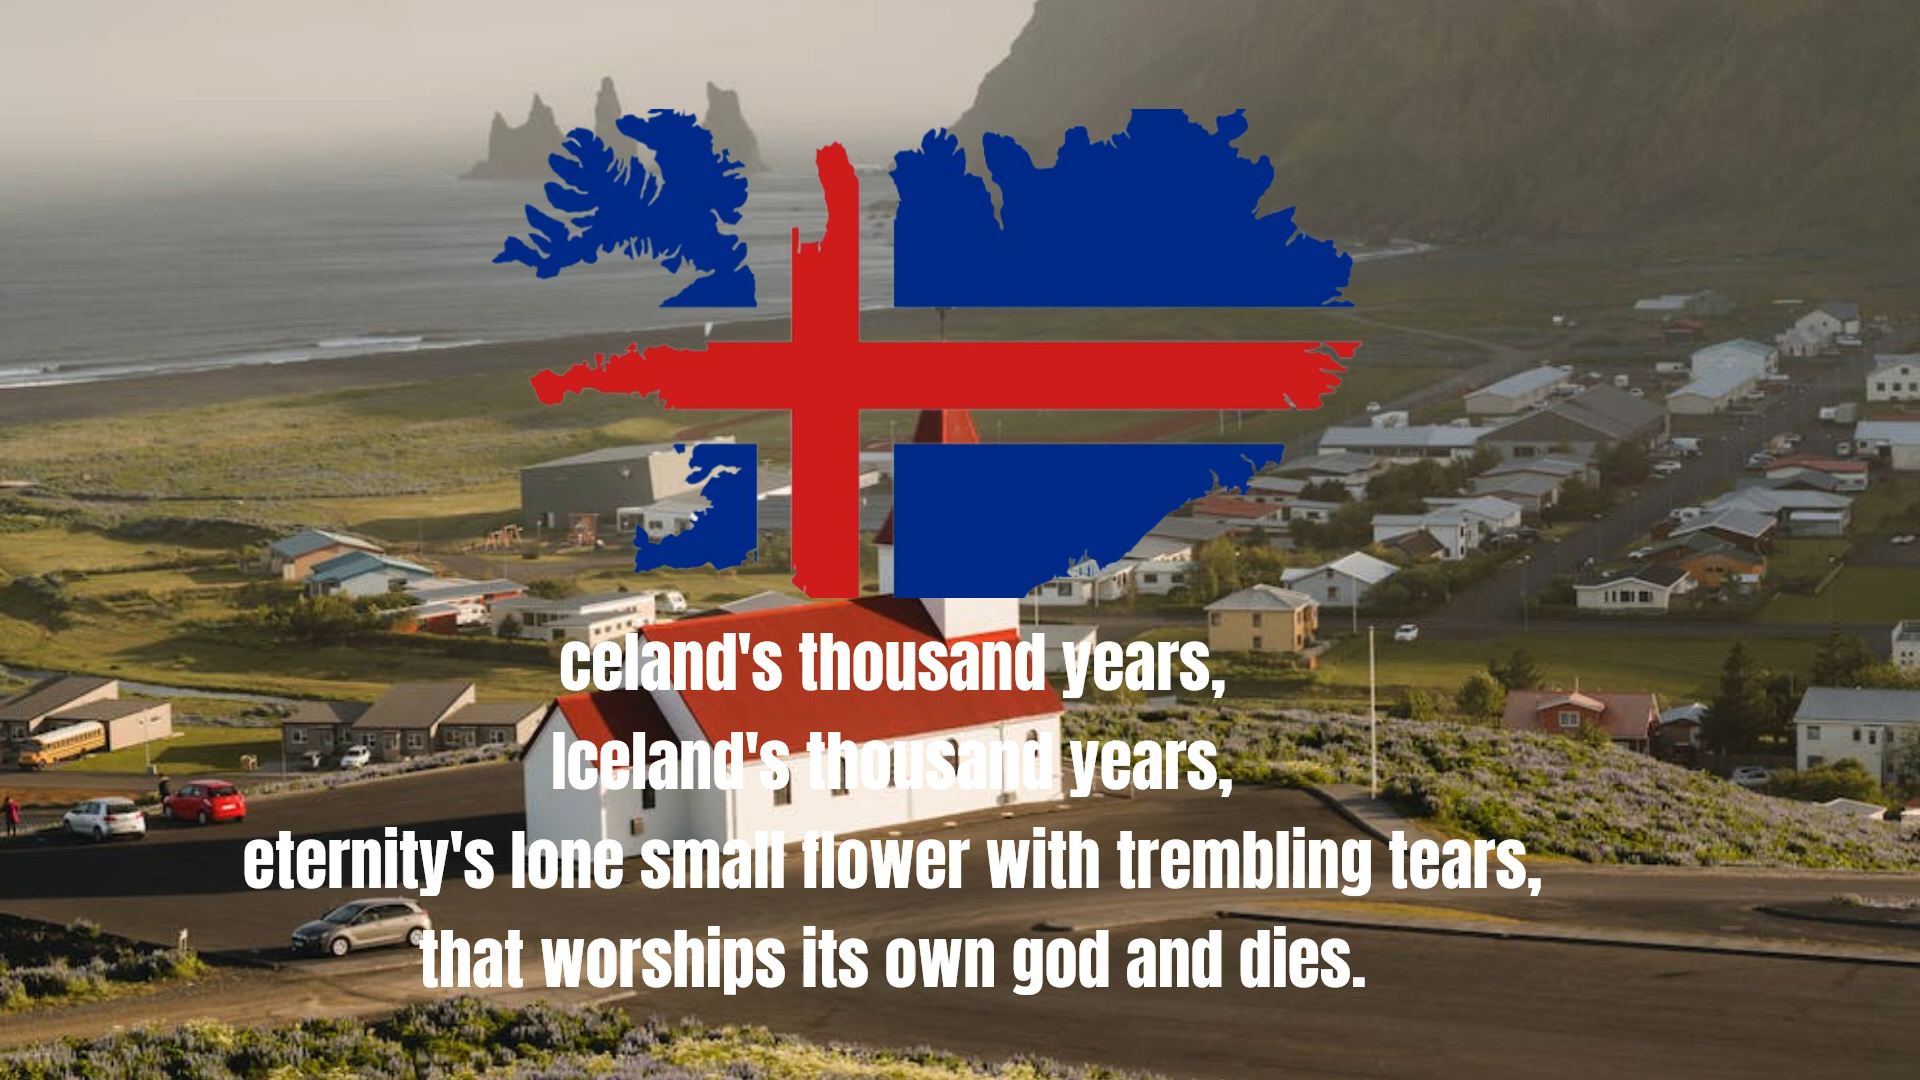 celand's thousand years,
Iceland's thousand years,
eternity's lone small flower with trembling tears,
that worships its own god and dies.